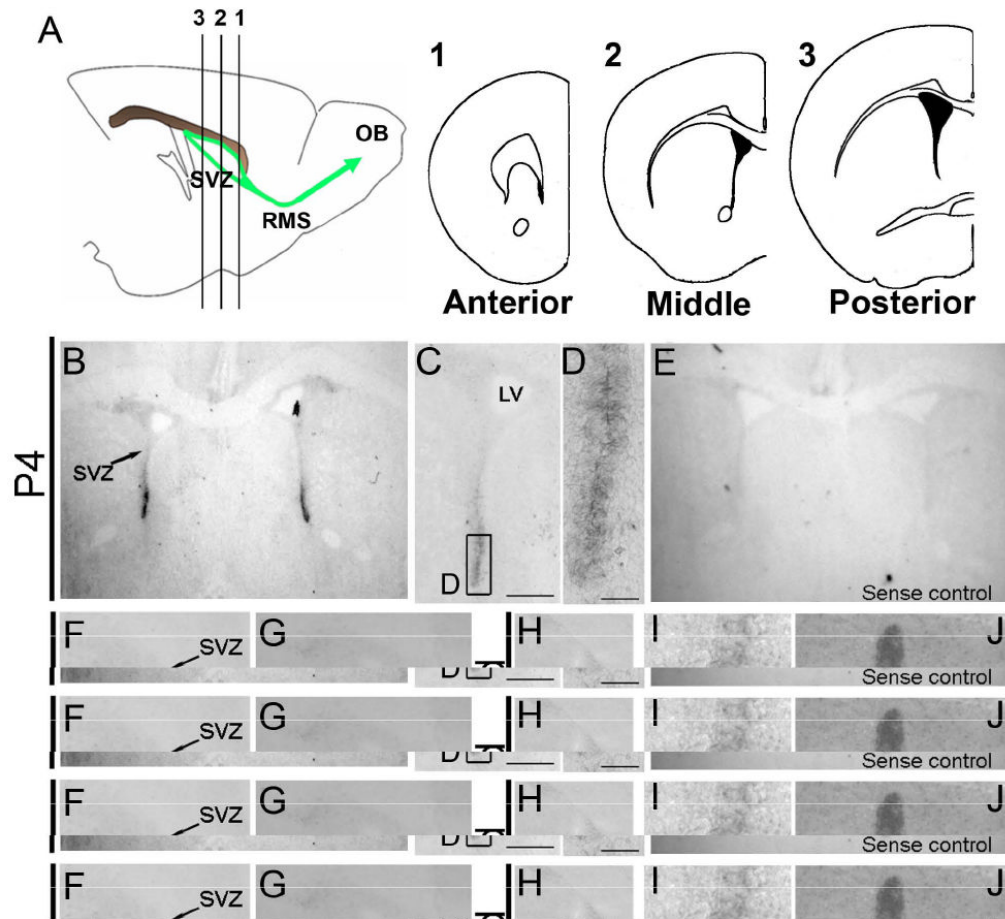 A
3 2 1
OB
SVZ
RMS
1
2
3
Anterior
Middle
Posterior
P4
B
SVZ
C
LV
D
D
E
Sense control
F
SVZ
G
H
I
J
D
Sense control
F
SVZ
G
H
I
J
D
Sense control
F
SVZ
G
H
I
J
D
Sense control
F
SVZ
G
H
I
J